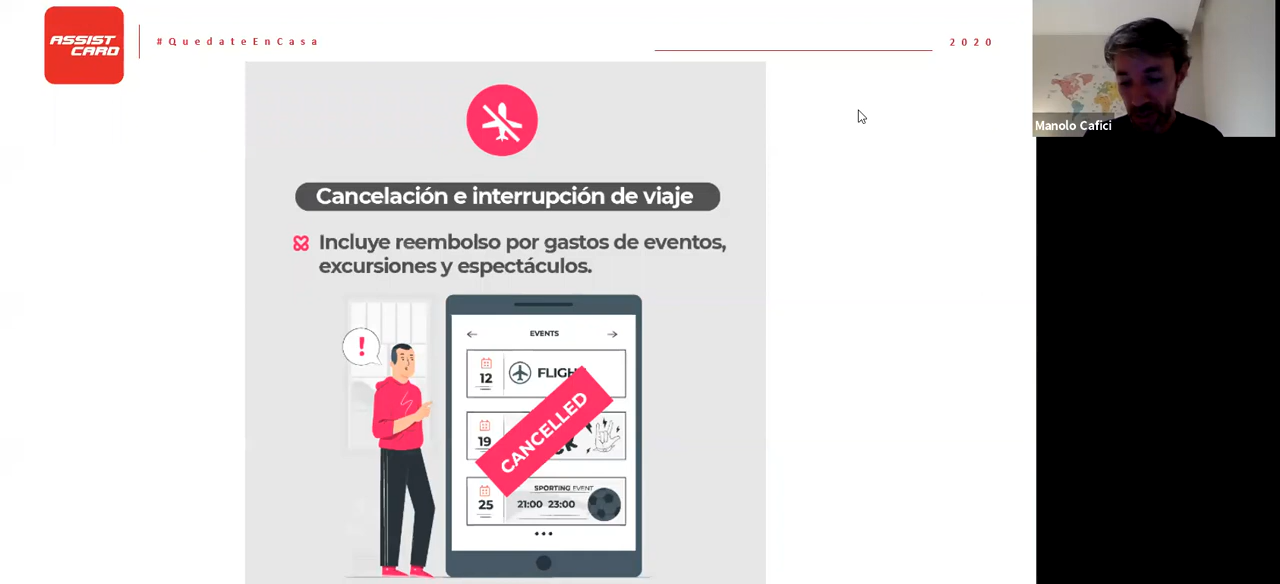 ASSIST
CARD
#QuedateEnCasa
2020
Manolo Cafici
Cancelación e interrupción de viaje
Incluye reembolso por gastos de eventos,
excursiones y espectáculos.
!
EVENTS
12
CANCELLED
19
SPORTING EVENT
25
21:00 23:00